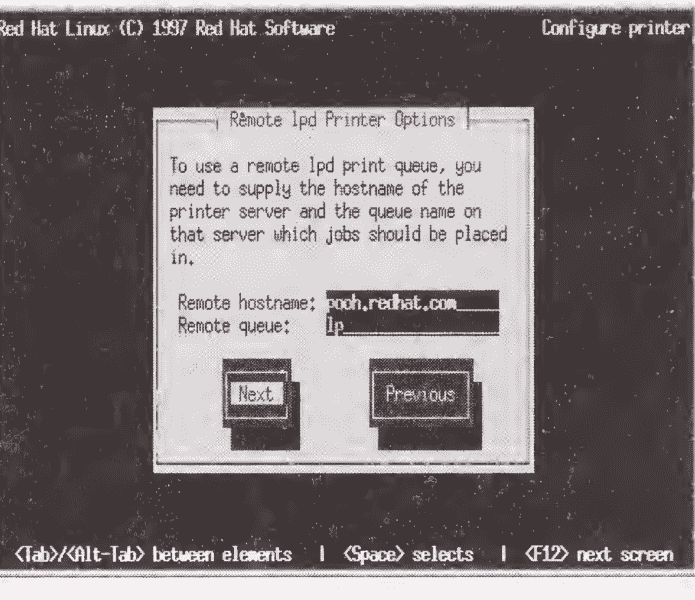 Red Hat Linux (C) 1997 Red Hat Software Configure printer
Remote lpd Printer Options
To use a remote lpd print queue, you
need to supply the hostname of the
printer server and the queue name on
that server which jobs should be placed
in.
Remote hostname: pooh.redhat.com
Remote queue: lp
Next Previous
<Tab>/<Alt-Tab> between elements | <Space> selects | <F12> next screen